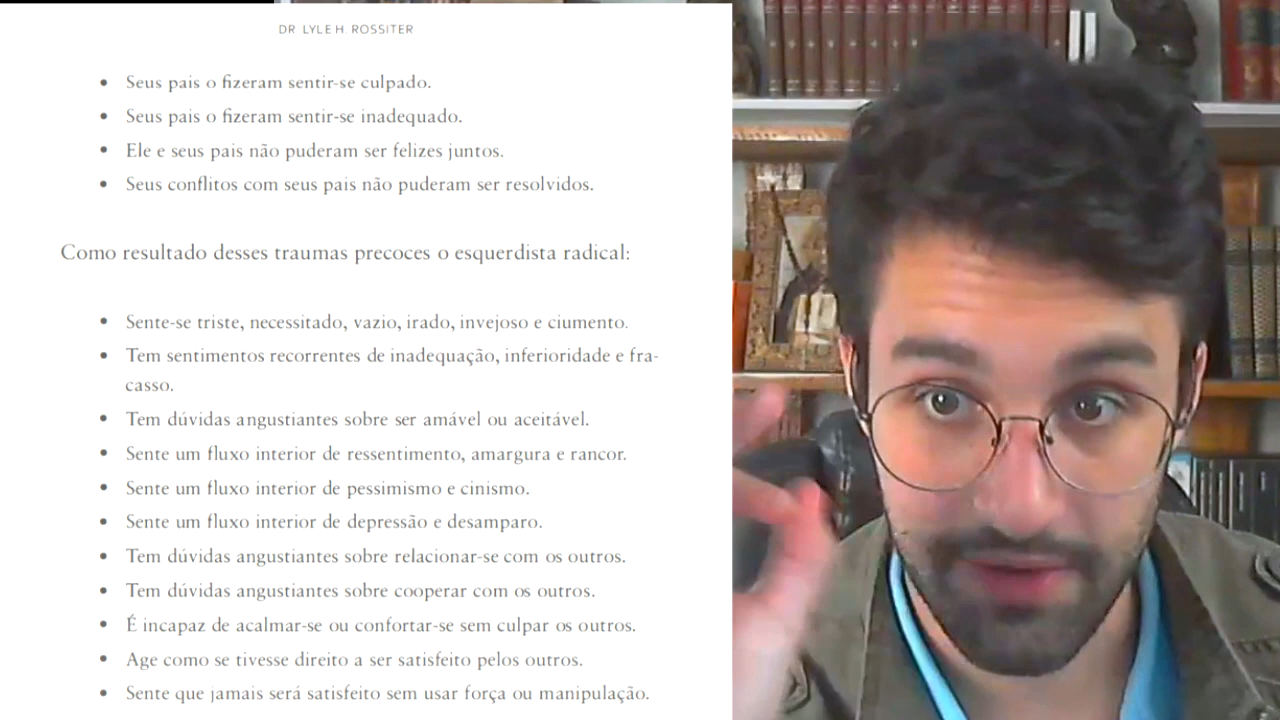 DR LYLE H. ROSSITER
• Seus pais o fizeram sentir-se culpado.
• Seus pais o fizeram sentir-se inadequado.
• Ele e seus pais não puderam ser felizes juntos.
• Seus conflitos com seus pais não puderam ser resolvidos.
Como resultado desses traumas precoces o esquerdista radical:
• Sente-se triste, necessitado, vazio, irado, invejoso e ciumento.
• Tem sentimentos recorrentes de inadequação, inferioridade e fra-
casso.
• Tem dúvidas angustiantes sobre ser amável ou aceitável.
• Sente um fluxo interior de ressentimento, amargura e rancor.
• Sente um fluxo interior de pessimismo e cinismo.
• Sente um fluxo interior de depressão e desamparo.
• Tem dúvidas angustiantes sobre relacionar-se com os outros.
• Tem dúvidas angustiantes sobre cooperar com os outros.
• É incapaz de acalmar-se ou confortar-se sem culpar os outros.
• Age como se tivesse direito a ser satisfeito pelos outros.
• Sente que jamais será satisfeito sem usar força ou manipulação.